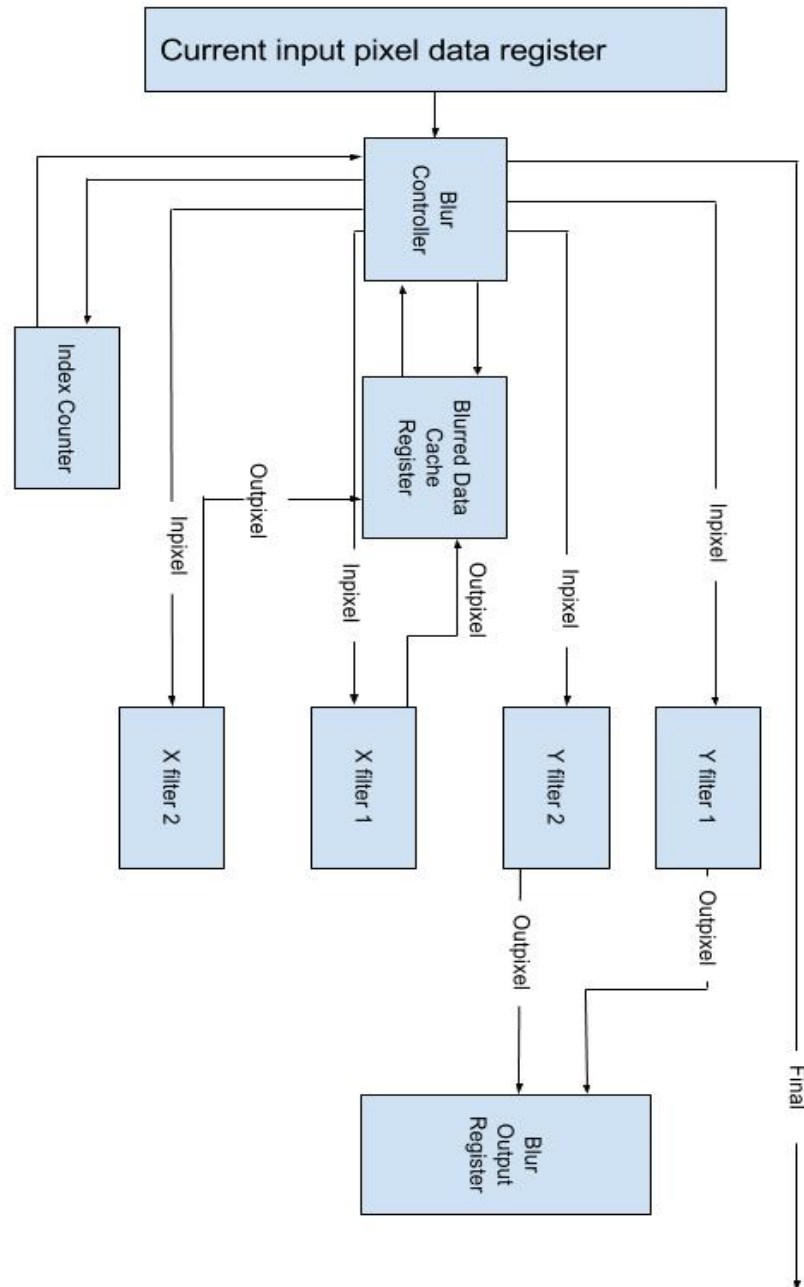 Current input pixel data register
Blur
Controller
Index Counter
Blurred Data
Cache
Register
Outpixel
Inpixel
Inpixel
Outpixel
Inpixel
Inpixel
X filter 2
X filter 1
Y filter 2
Y filter 1
Outpixel
Outpixel
Final
Blur
Output
Register